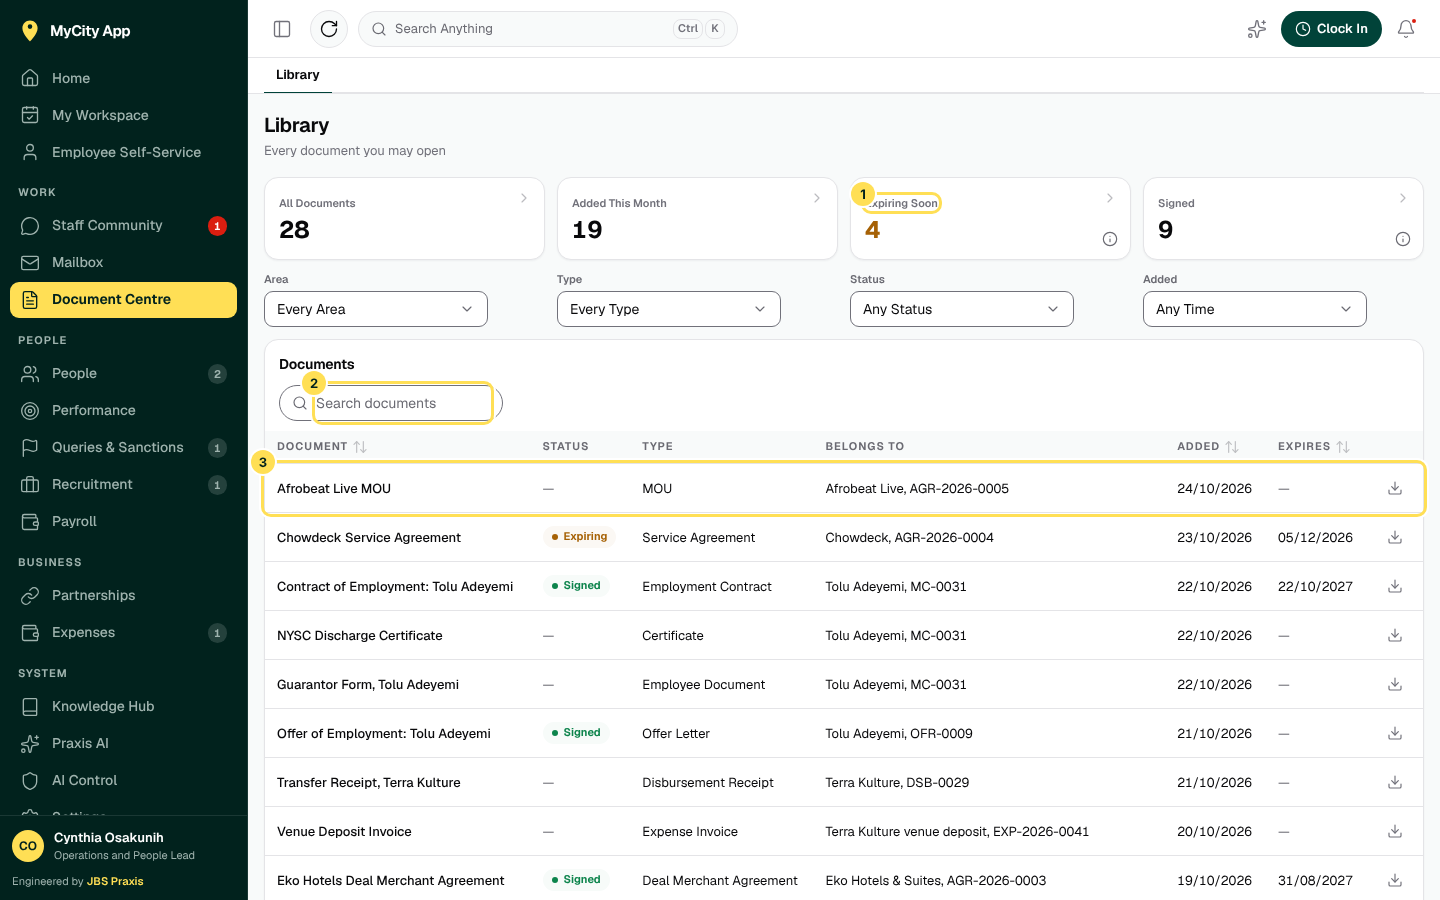 MyCity App
Home
My Workspace
Employee Self-Service
WORK
Staff Community 1
Mailbox
Document Centre
PEOPLE
People 2
Performance
Queries & Sanctions 1
Recruitment 1
Payroll
BUSINESS
Partnerships
Expenses 1
SYSTEM
Knowledge Hub
Praxis AI
AI Control
CO
Cynthia Osakunih
Operations and People Lead
Engineered by JBS Praxis
Search Anything Ctrl K
Clock In
Library
Library
Every document you may open
All Documents
28
Added This Month
19
1
Expiring Soon
4
Signed
9
Area
Every Area
Type
Every Type
Status
Any Status
Added
Any Time
Documents
2
Search documents
DOCUMENT STATUS TYPE BELONGS TO ADDED EXPIRES
3
Afrobeat Live MOU — MOU Afrobeat Live, AGR-2026-0005 24/10/2026 —
Chowdeck Service Agreement Expiring Service Agreement Chowdeck, AGR-2026-0004 23/10/2026 05/12/2026
Contract of Employment: Tolu Adeyemi Signed Employment Contract Tolu Adeyemi, MC-0031 22/10/2026 22/10/2027
NYSC Discharge Certificate — Certificate Tolu Adeyemi, MC-0031 22/10/2026 —
Guarantor Form, Tolu Adeyemi — Employee Document Tolu Adeyemi, MC-0031 22/10/2026 —
Offer of Employment: Tolu Adeyemi Signed Offer Letter Tolu Adeyemi, OFR-0009 21/10/2026 —
Transfer Receipt, Terra Kulture — Disbursement Receipt Terra Kulture, DSB-0029 21/10/2026 —
Venue Deposit Invoice — Expense Invoice Terra Kulture venue deposit, EXP-2026-0041 20/10/2026 —
Eko Hotels Deal Merchant Agreement Signed Deal Merchant Agreement Eko Hotels & Suites, AGR-2026-0003 19/10/2026 31/08/2027